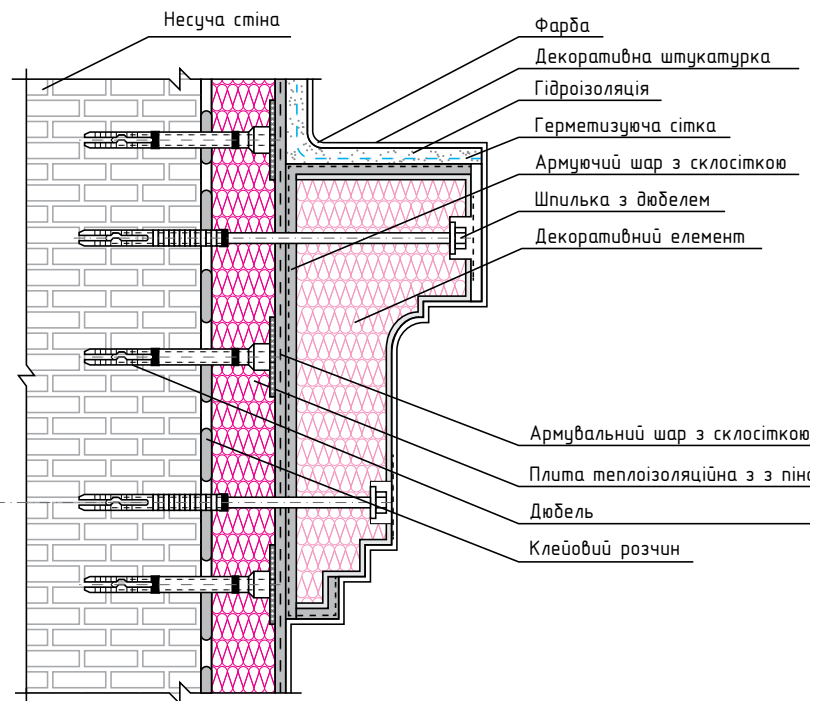 Несуча стіна
Фарба
Декоративна штукатурка
Гідроізоляція
Герметизуюча сітка
Армуючий шар з склосіткою
Шпилька з дюбелем
Декоративний елемент
Армувальний шар з склосіткою
Плита теплоізоляційна з з піно
Дюбель
Клейовий розчин